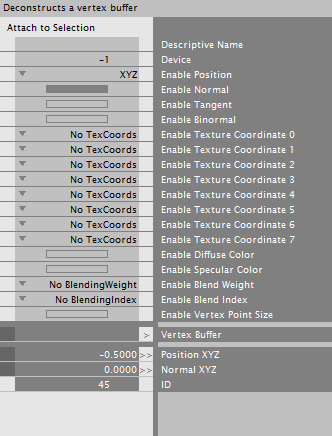 Deconstructs a vertex buffer
Attach to Selection
Descriptive Name
-1 Device
XYZ Enable Position
Enable Normal
Enable Tangent
Enable Binormal
No TexCoords Enable Texture Coordinate 0
No TexCoords Enable Texture Coordinate 1
No TexCoords Enable Texture Coordinate 2
No TexCoords Enable Texture Coordinate 3
No TexCoords Enable Texture Coordinate 4
No TexCoords Enable Texture Coordinate 5
No TexCoords Enable Texture Coordinate 6
No TexCoords Enable Texture Coordinate 7
Enable Diffuse Color
Enable Specular Color
No BlendingWeight Enable Blend Weight
No BlendingIndex Enable Blend Index
Enable Vertex Point Size
> Vertex Buffer
-0.5000 >> Position XYZ
0.0000 >> Normal XYZ
45 ID